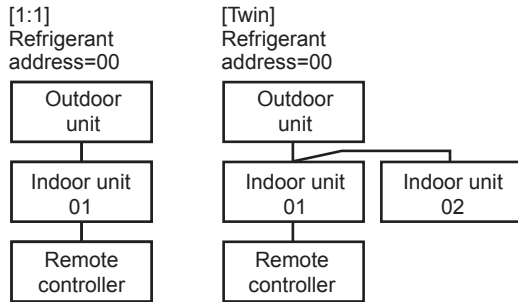 [1:1]
Refrigerant
address=00
Outdoor
unit
Indoor unit
01
Remote
controller
[Twin]
Refrigerant
address=00
Outdoor
unit
Indoor unit
01
Indoor unit
02
Remote
controller